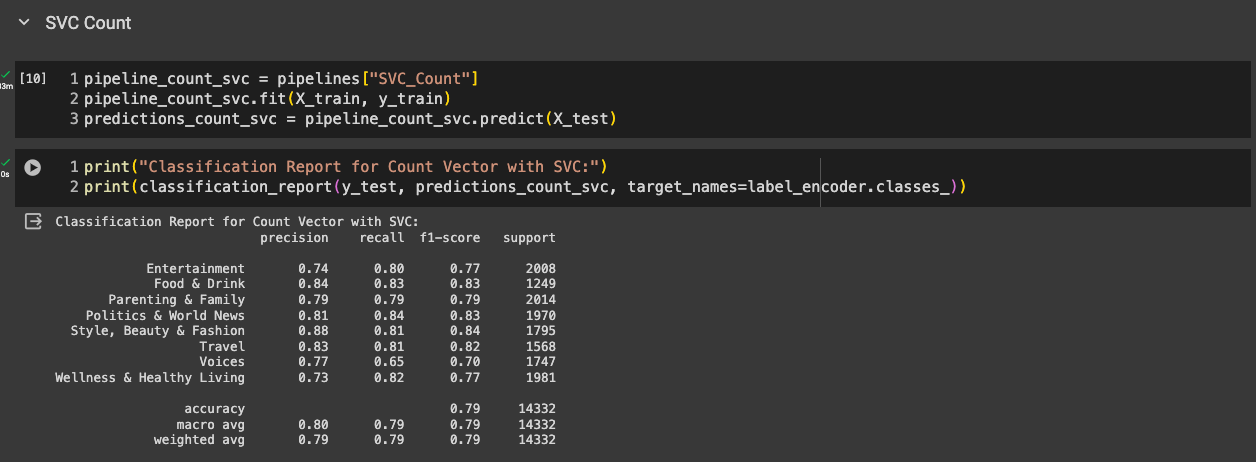 SVC Count
[10] 1 pipeline_count_svc = pipelines["SVC_Count"]
2 pipeline_count_svc.fit(X_train, y_train)
13m
3 predictions_count_svc = pipeline_count_svc.predict(X_test)
1 print("Classification Report for Count Vector with SVC:")
0s
2 print(classification_report(y_test, predictions_count_svc, target_names=label_encoder.classes_))
Classification Report for Count Vector with SVC:
precision recall f1-score support
Entertainment 0.74 0.80 0.77 2008
Food & Drink 0.84 0.83 0.83 1249
Parenting & Family 0.79 0.79 0.79 2014
Politics & World News 0.81 0.84 0.83 1970
Style, Beauty & Fashion 0.88 0.81 0.84 1795
Travel 0.83 0.81 0.82 1568
Voices 0.77 0.65 0.70 1747
Wellness & Healthy Living 0.73 0.82 0.77 1981
accuracy 0.79 14332
macro avg 0.80 0.79 0.79 14332
weighted avg 0.79 0.79 0.79 14332